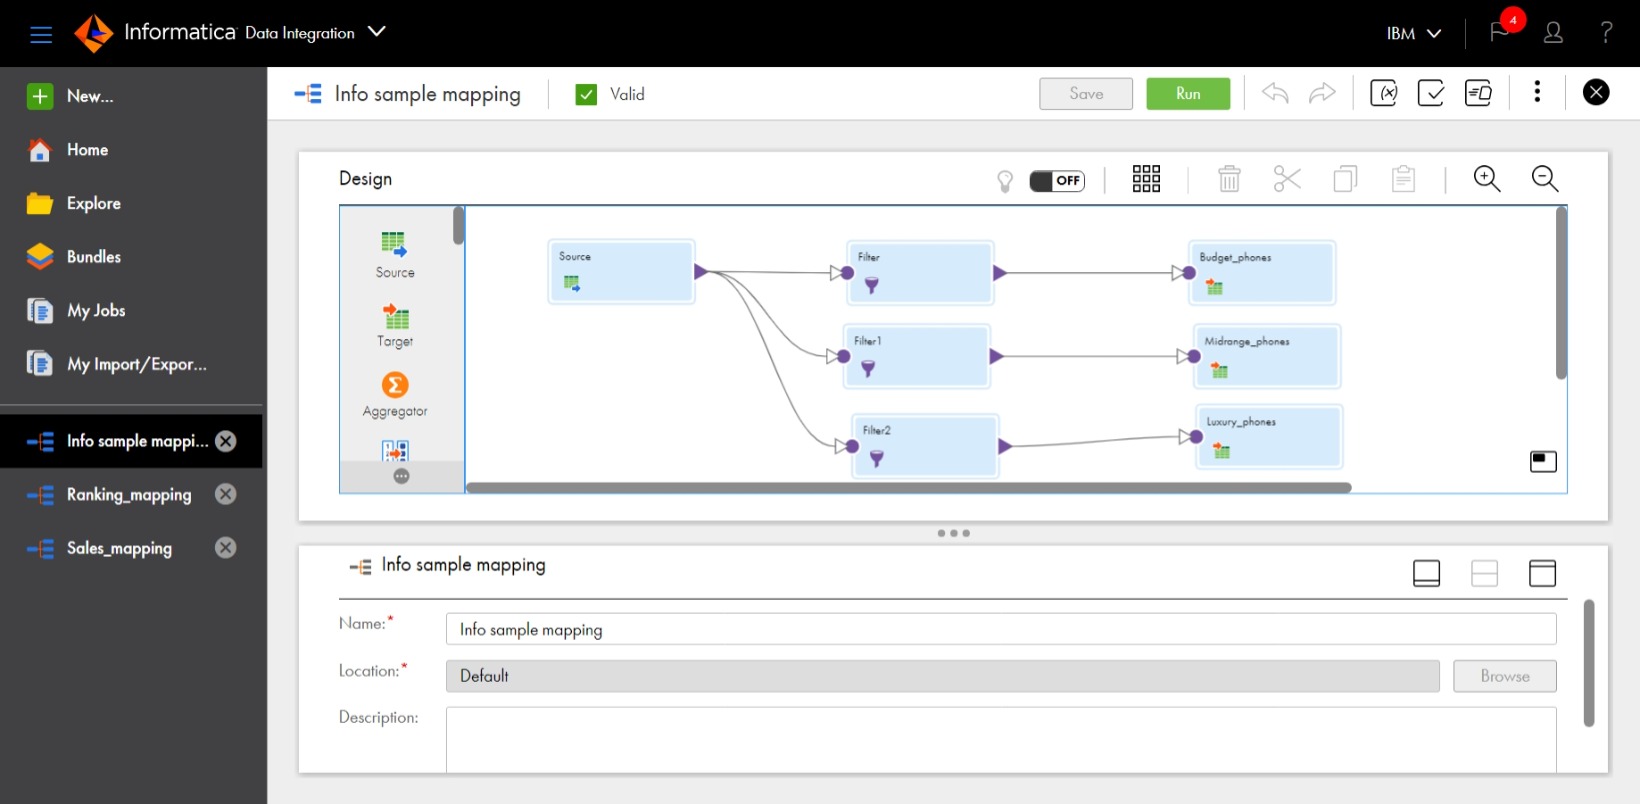 Informatica Data Integration
IBM
4
?
New...
Home
Explore
Bundles
My Jobs
My Import/Expor...
Info sample mappi...
Ranking_mapping
Sales_mapping
Info sample mapping
Valid
Save
Run
Design
OFF
Source
Target
Aggregator
Source
Filter
Budget_phones
Filter1
Midrange_phones
Filter2
Luxury_phones
Info sample mapping
Name:*
Info sample mapping
Location:*
Default
Browse
Description: